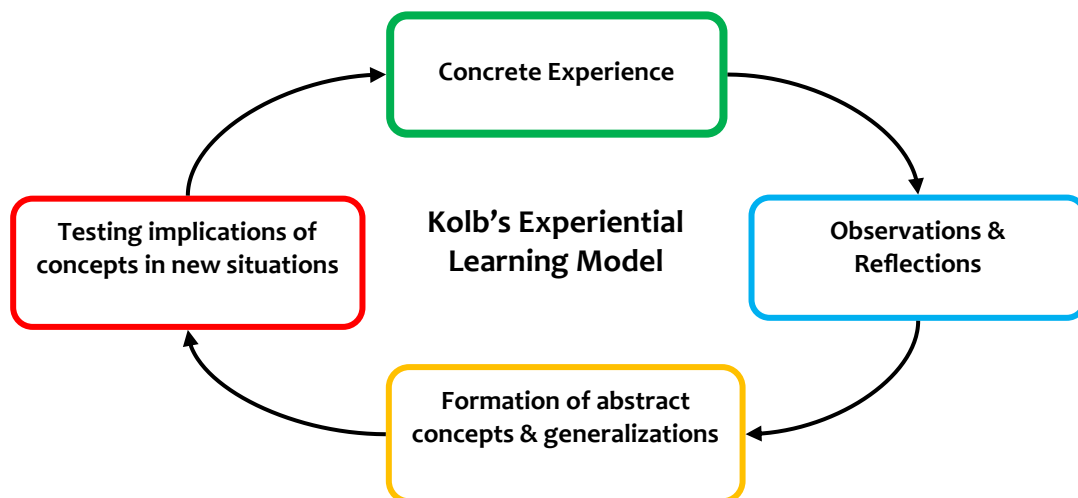 Concrete Experience
Observations &
Reflections
Formation of abstract
concepts & generalizations
Testing implications of
concepts in new situations
Kolb’s Experiential
Learning Model